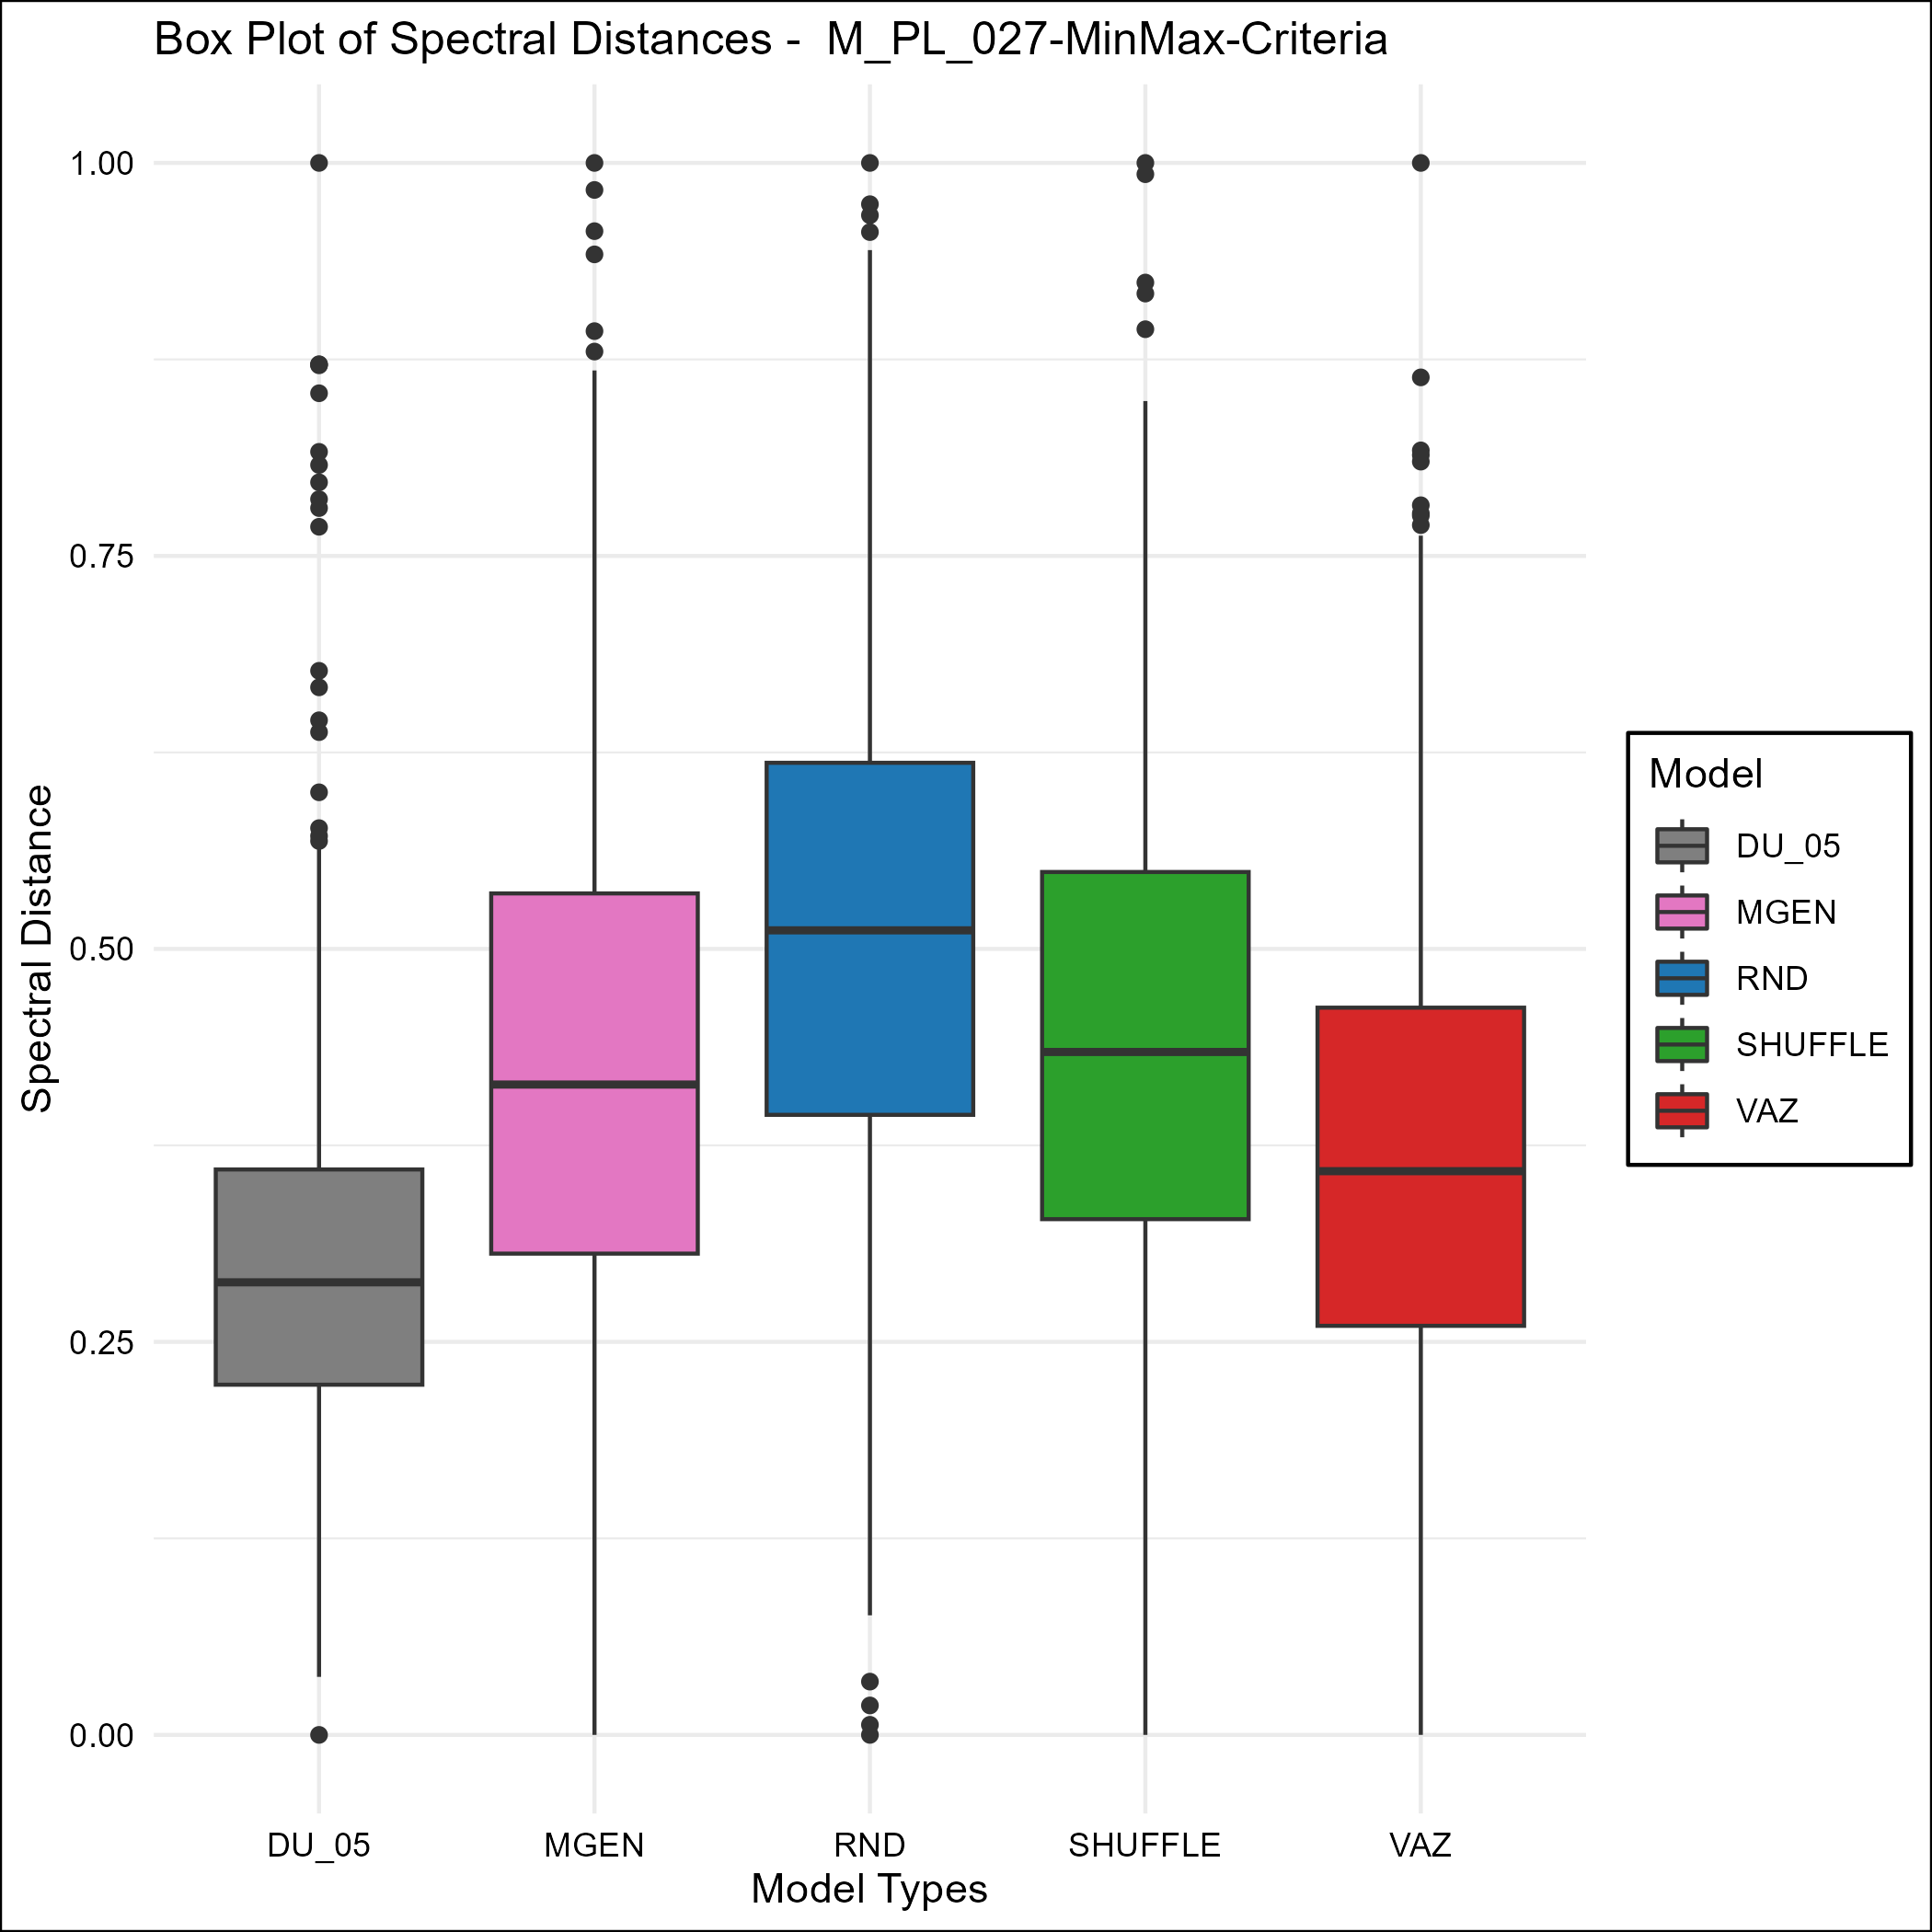 Box Plot of Spectral Distances -  M_PL_027-MinMax-Criteria
1.00
0.75
0.50
0.25
0.00
Spectral Distance
DU_05
MGEN
RND
SHUFFLE
VAZ
Model Types
Model
DU_05
MGEN
RND
SHUFFLE
VAZ